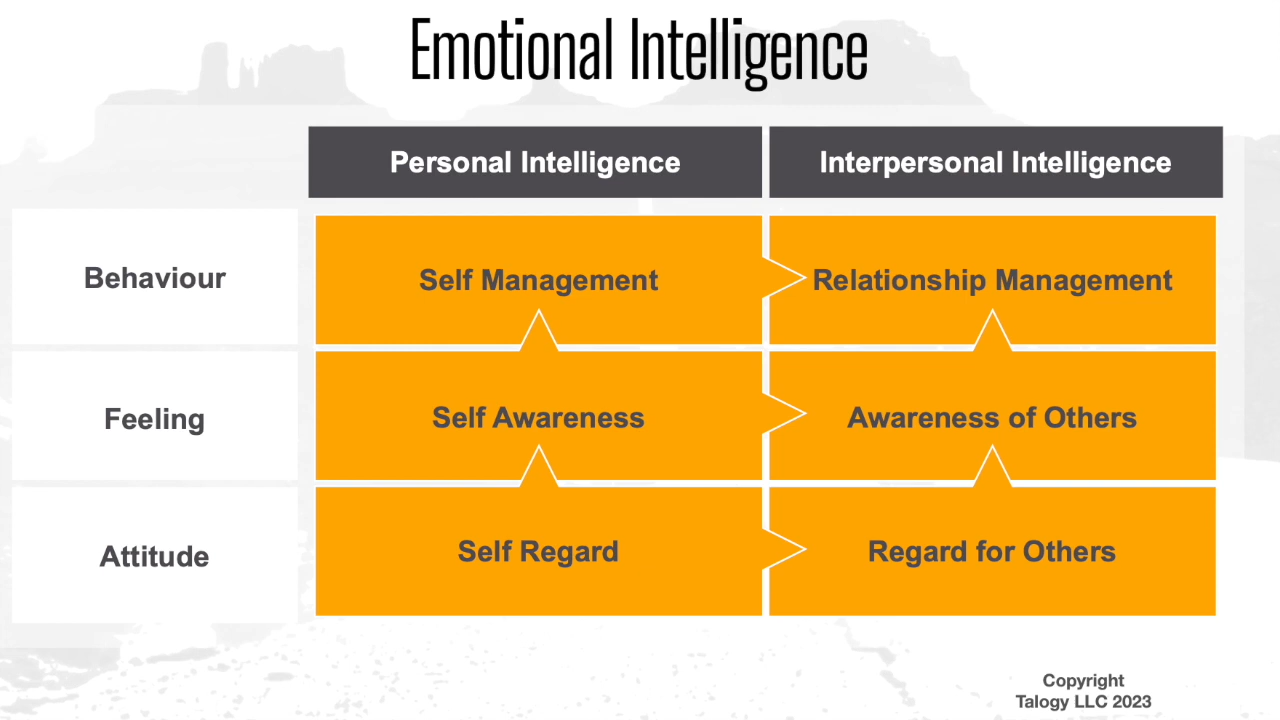 Emotional Intelligence
Personal Intelligence
Interpersonal Intelligence
Behaviour
Self Management
Relationship Management
Feeling
Self Awareness
Awareness of Others
Attitude
Self Regard
Regard for Others
Copyright
Talogy LLC 2023